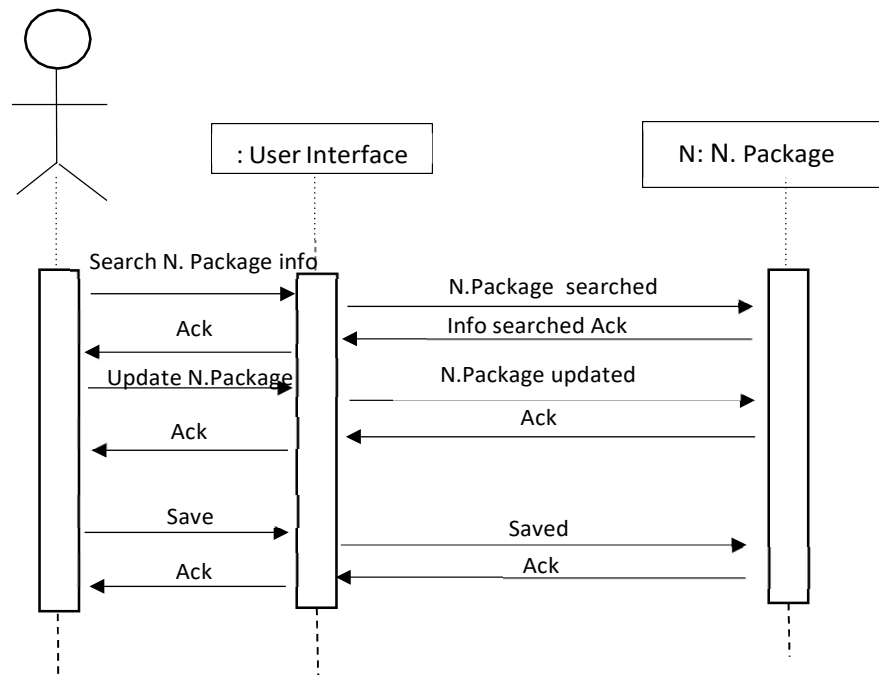 : User Interface
N: N. Package
Search N. Package info
N.Package searched
Info searched Ack
Ack
Update N.Package
N.Package updated
Ack
Ack
Save
Saved
Ack
Ack